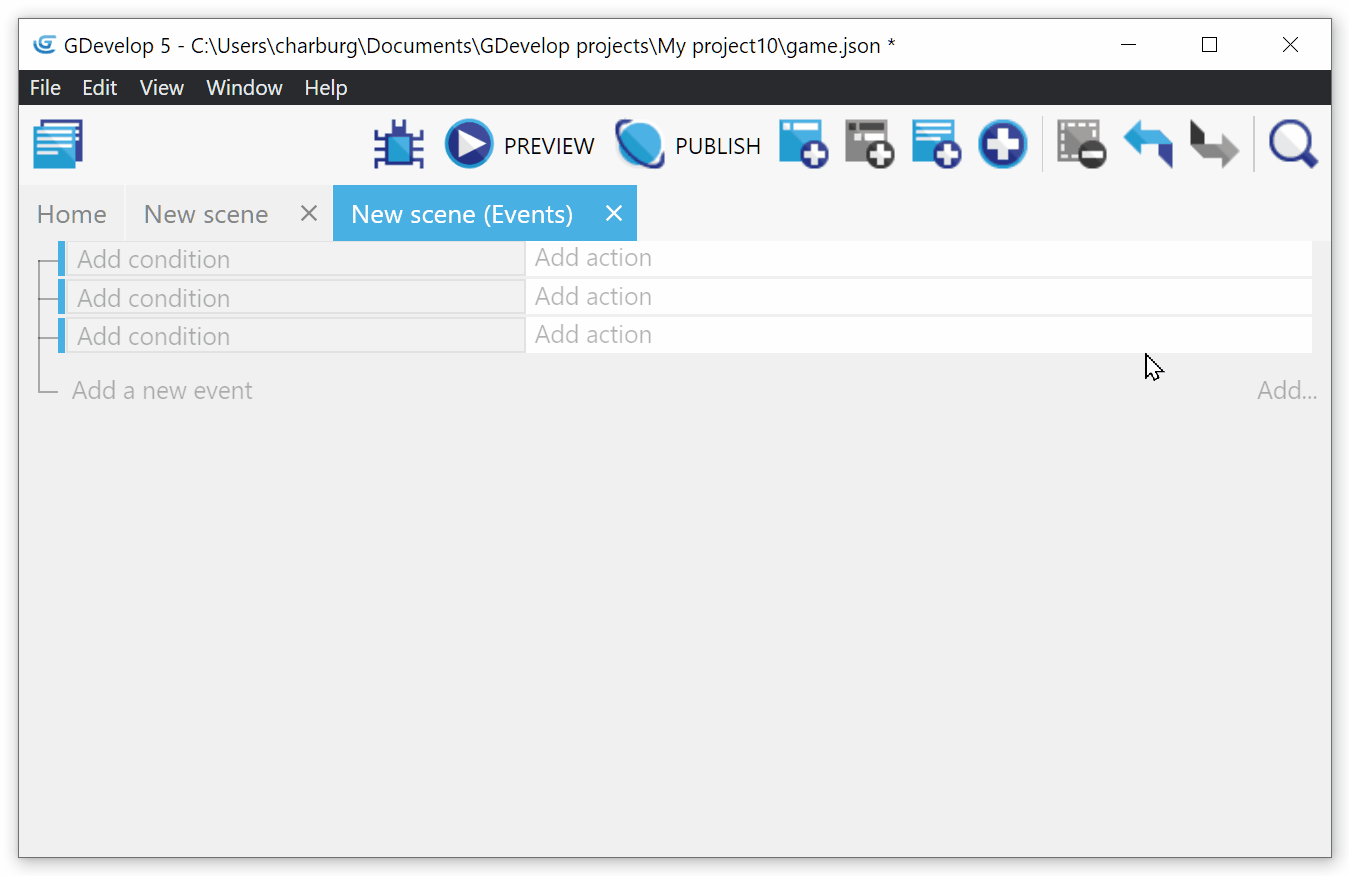 GDevelop 5 - C:\Users\charburg\Documents\GDevelop projects\My project10\game.json *
File Edit View Window Help
PREVIEW PUBLISH
Home New scene New scene (Events)
Add condition Add action
Add condition Add action
Add condition Add action
Add a new event Add...